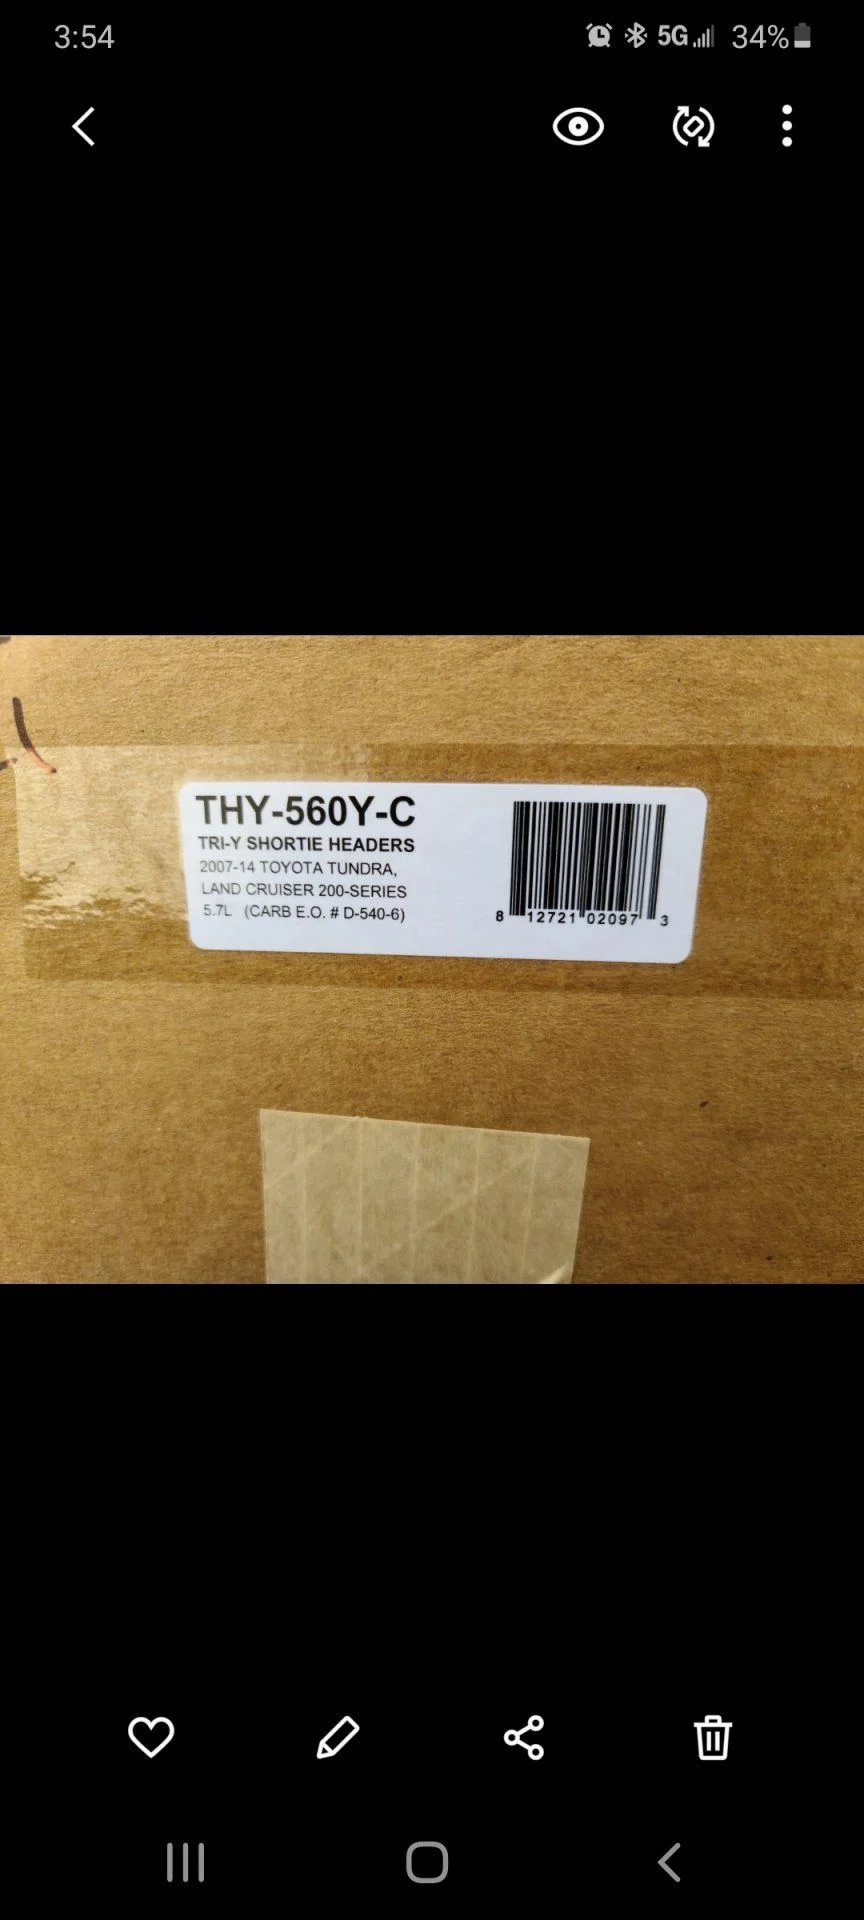 3:54 5G 34%
THY-560Y-C
TRI-Y SHORTIE HEADERS
2007-14 TOYOTA TUNDRA,
LAND CRUISER 200-SERIES
5.7L (CARB E.O. # D-540-6)
8 12721 02097 3